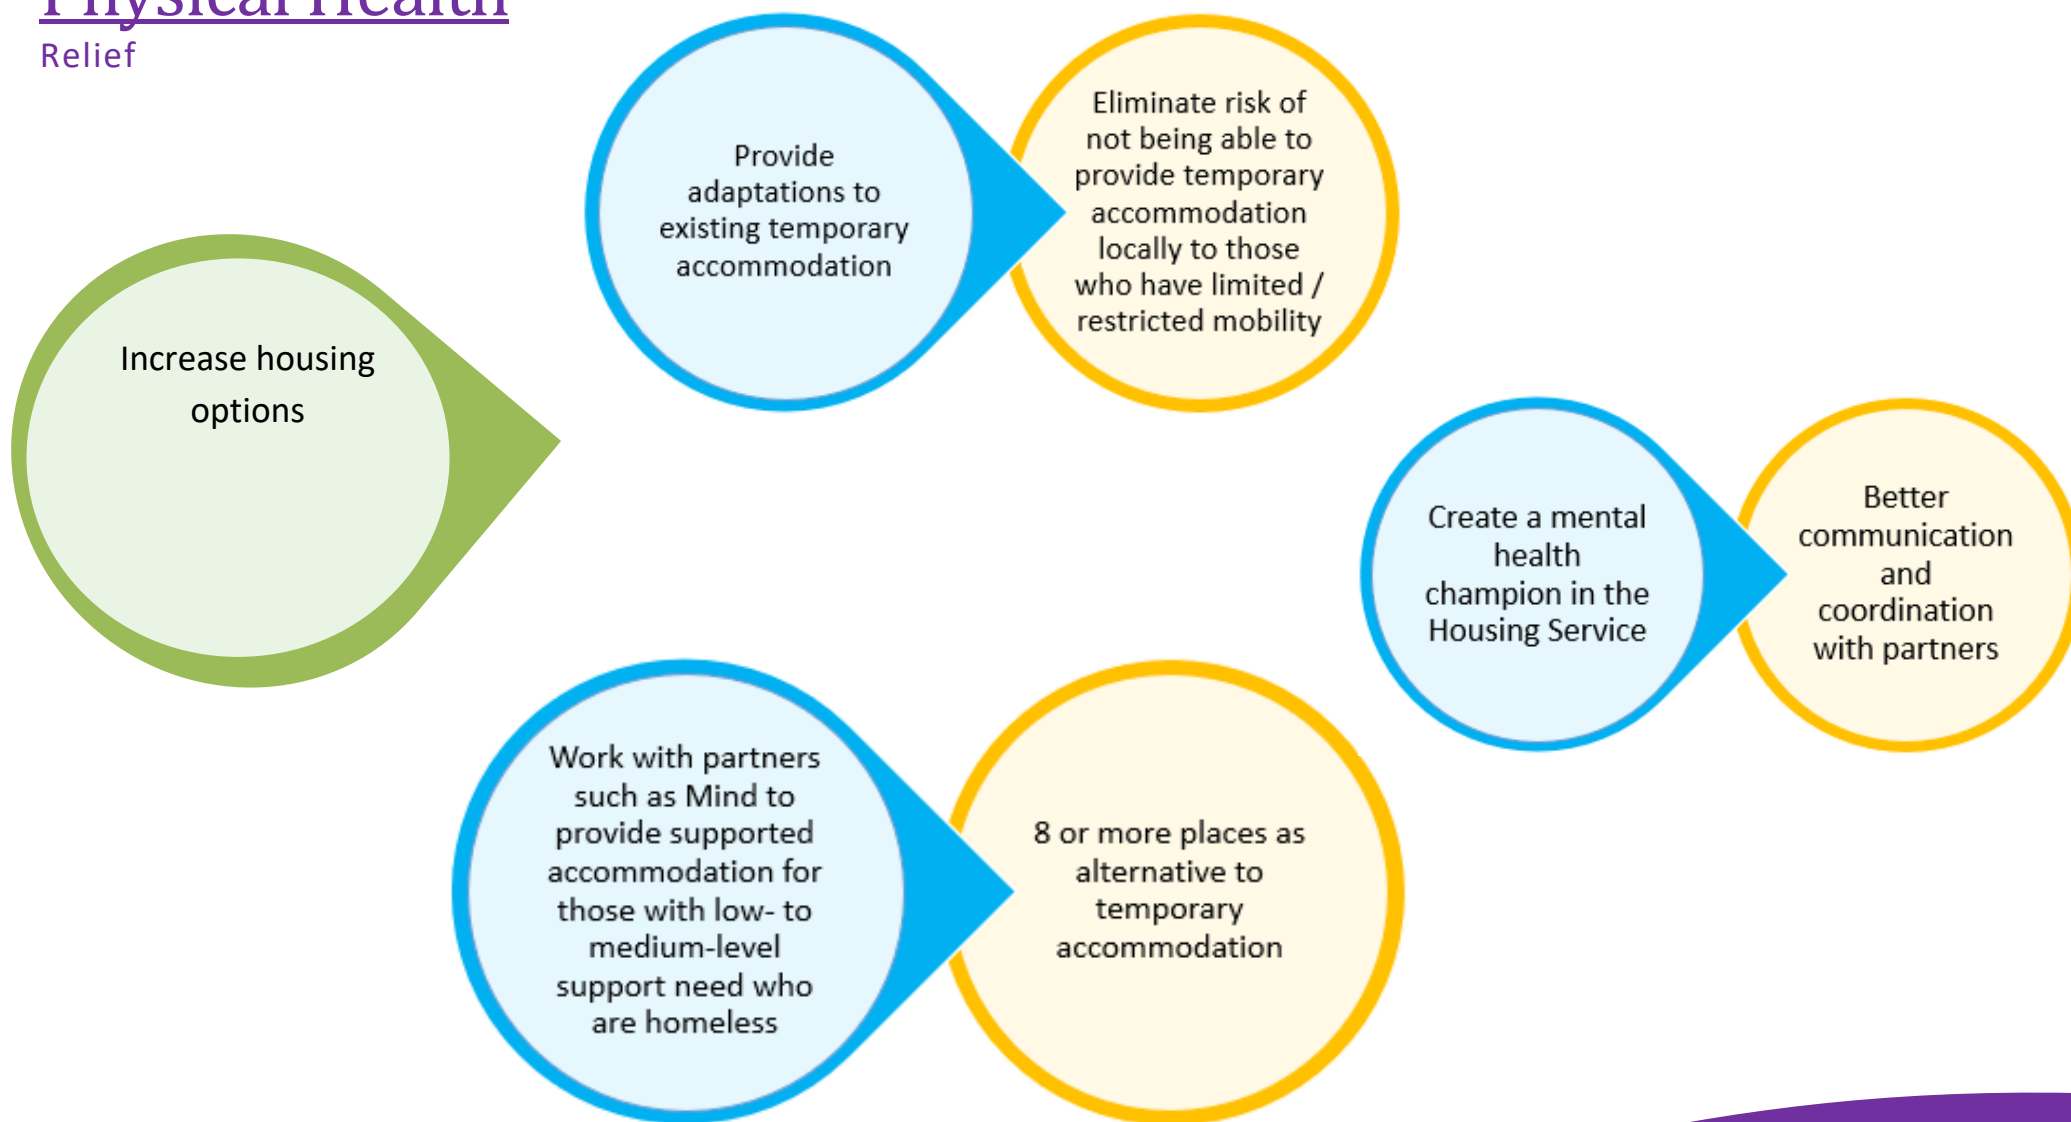 Physical Health
Relief
Increase housing
options
Provide
adaptations to
existing temporary
accommodation
Eliminate risk of
not being able to
provide temporary
accommodation
locally to those
who have limited /
restricted mobility
Create a mental
health
champion in the
Housing Service
Better
communication
and
coordination
with partners
Work with partners
such as Mind to
provide supported
accommodation for
those with low- to
medium-level
support need who
are homeless
8 or more places as
alternative to
temporary
accommodation